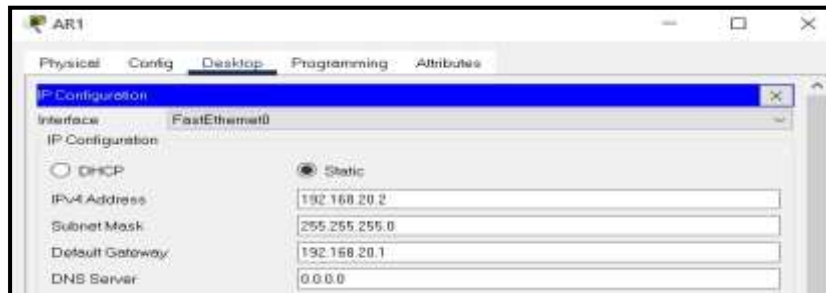 AR1
Physical Config Desktop Programming Attributes
IP Configuration
Interface FastEthernet0
IP Configuration
DHCP Static
IPv4 Address 192.168.20.2
Subnet Mask 255.255.255.0
Default Gateway 192.168.20.1
DNS Server 0.0.0.0